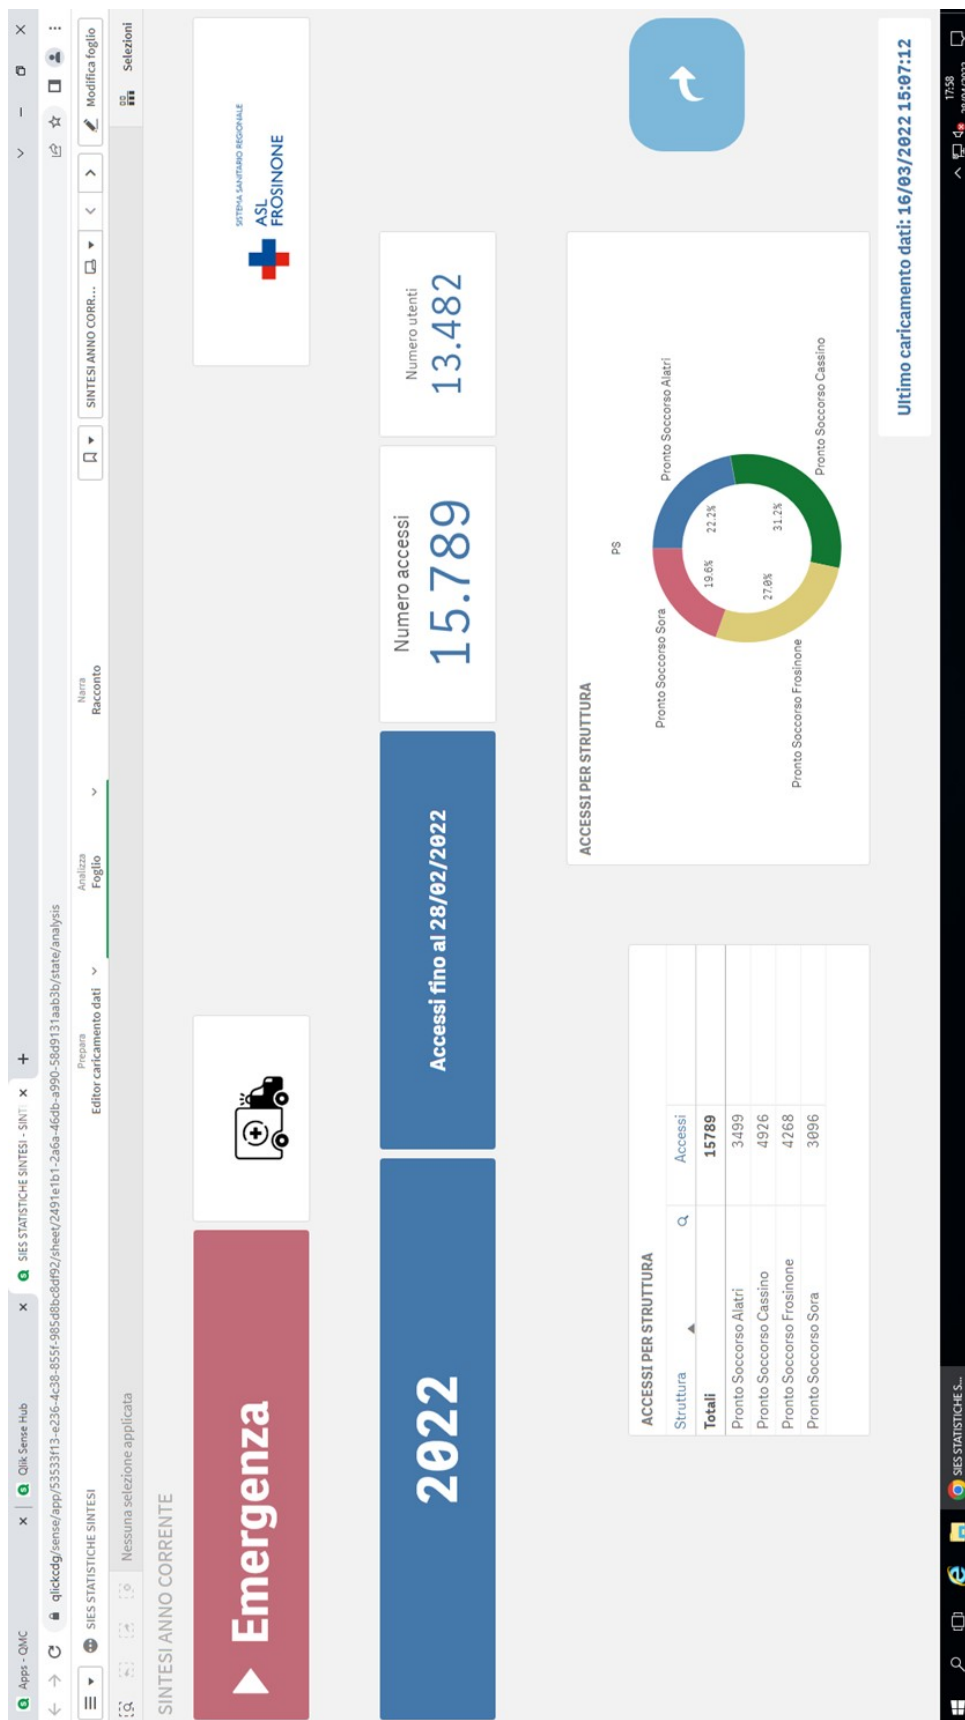 Apps - QMC
Qlik Sense Hub
SIES STATISTICHE SINTESI - SINTI
qlickcdg/sense/app/53533f13-e236-4c38-855f-985d8bc8df92/sheet/2491e1b1-2a6a-46db-a990-58d9131aab3b/state/analysis
SIES STATISTICHE SINTESI
Prepara
Editor caricamento dati
Analizza
Foglio
Narra
Racconto
SINTESI ANNO CORR...
Modifica foglio
Nessuna selezione applicata
Selezioni
SINTESI ANNO CORRENTE
Emergenza
SISTEMA SANITARIO REGIONALE
ASL
FROSINONE
2022
Accessi fino al 28/02/2022
Numero accessi
15.789
Numero utenti
13.482
ACCESSI PER STRUTTURA
Struttura Accessi
Totali 15789
Pronto Soccorso Alatri 3499
Pronto Soccorso Cassino 4926
Pronto Soccorso Frosinone 4268
Pronto Soccorso Sora 3096
ACCESSI PER STRUTTURA
PS
Pronto Soccorso Sora
Pronto Soccorso Alatri
19.6%
22.2%
27.0%
31.2%
Pronto Soccorso Frosinone
Pronto Soccorso Cassino
Ultimo caricamento dati: 16/03/2022 15:07:12
SIES STATISTICHE S...
17:58